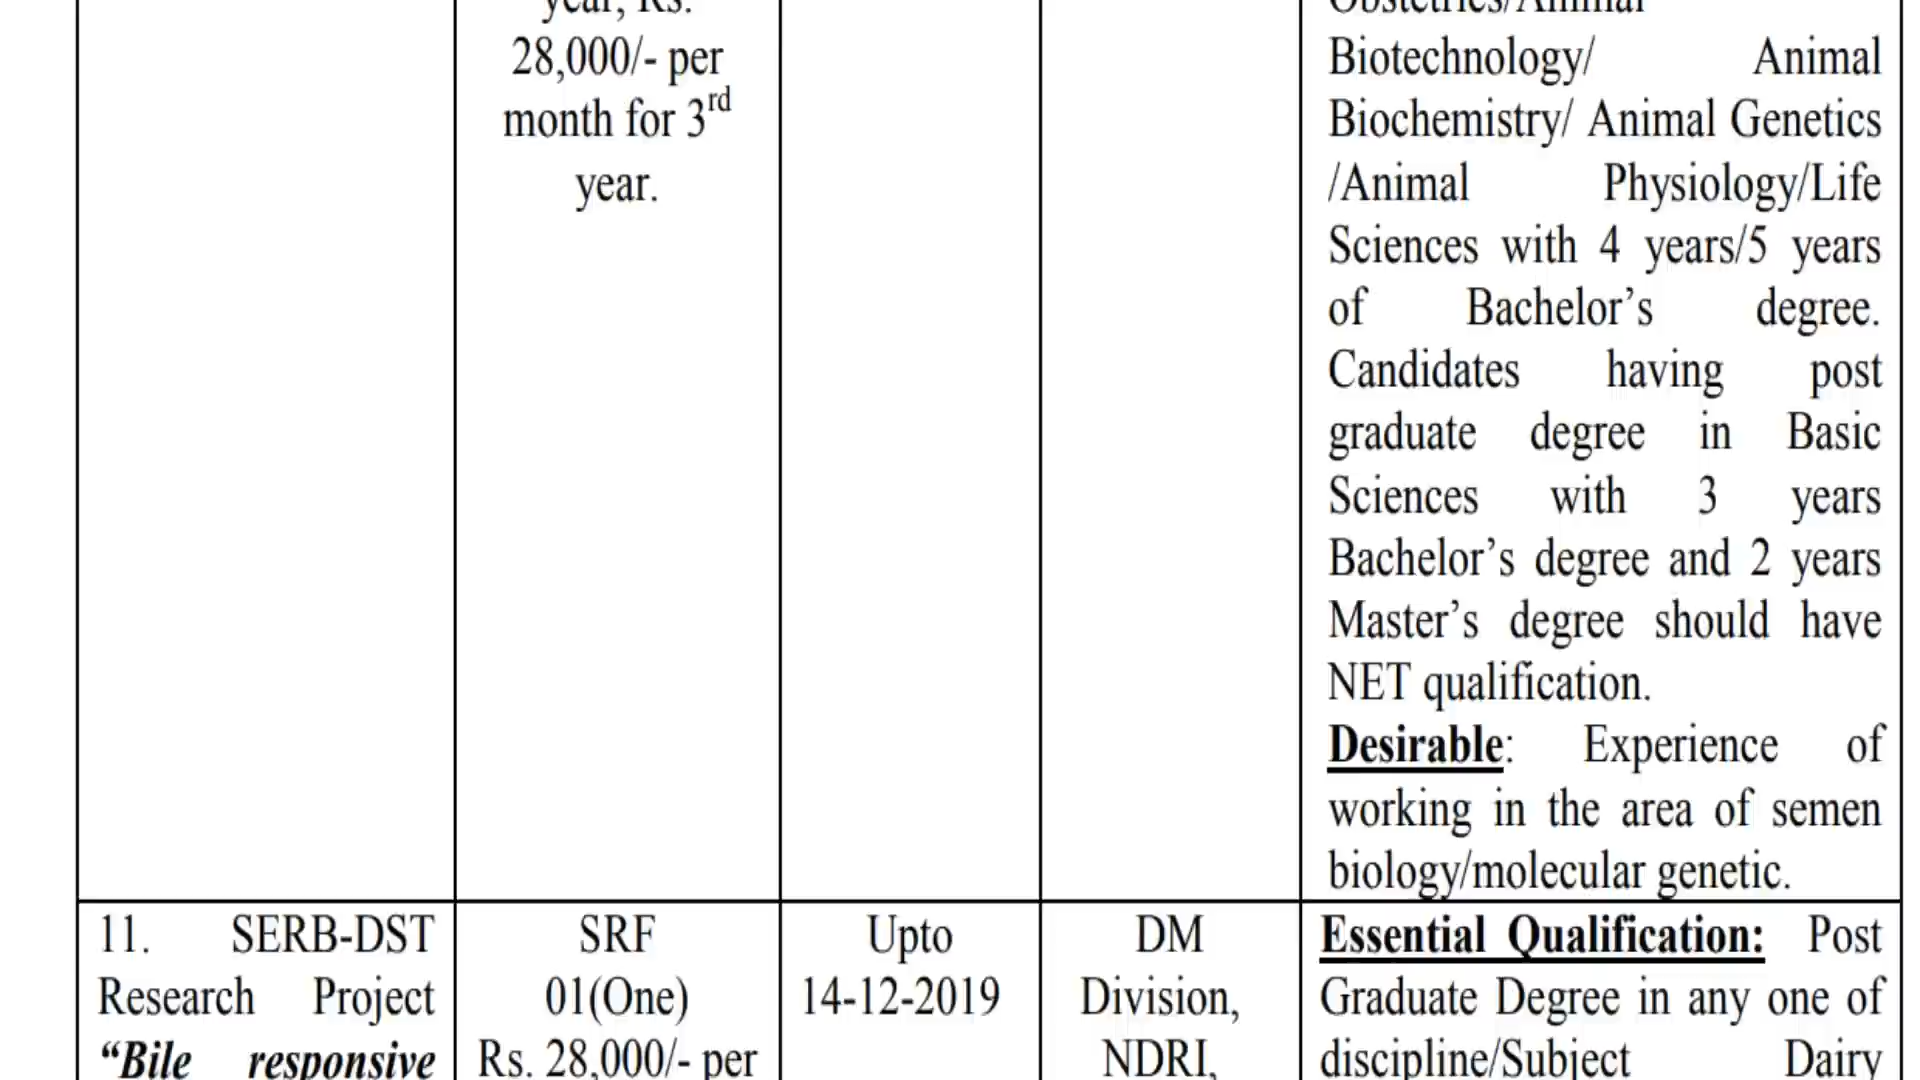 year, Rs.
28,000/- per
month for 3rd
year.
Obstetrics/Animal
Biotechnology/ Animal
Biochemistry/ Animal Genetics
/Animal Physiology/Life
Sciences with 4 years/5 years
of Bachelor’s degree.
Candidates having post
graduate degree in Basic
Sciences with 3 years
Bachelor’s degree and 2 years
Master’s degree should have
NET qualification.
Desirable: Experience of
working in the area of semen
biology/molecular genetic.
11. SERB-DST
Research Project
“Bile responsive
SRF
01(One)
Rs. 28,000/- per
Upto
14-12-2019
DM
Division,
NDRI,
Essential Qualification: Post
Graduate Degree in any one of
discipline/Subject Dairy